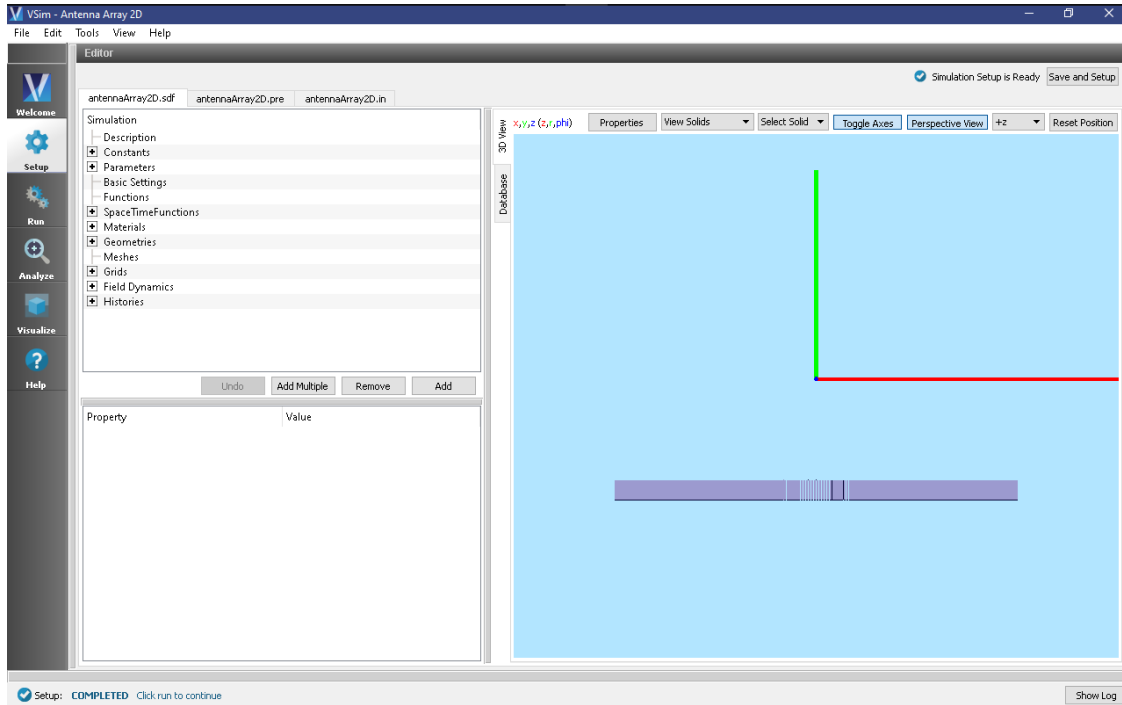 VSim - Antenna Array 2D
File Edit Tools View Help
Editor
Simulation Setup is Ready Save and Setup
antennaArray2D.sdf antennaArray2D.pre antennaArray2D.in
Welcome
Setup
Run
Analyze
Visualize
Help
Simulation
Description
Constants
Parameters
Basic Settings
Functions
SpaceTimeFunctions
Materials
Geometries
Meshes
Grids
Field Dynamics
Histories
Undo Add Multiple Remove Add
Property Value
3D View
Database
x,y,z (z,r,phi) Properties View Solids Select Solid Toggle Axes Perspective View +z Reset Position
Setup: COMPLETED Click run to continue
Show Log